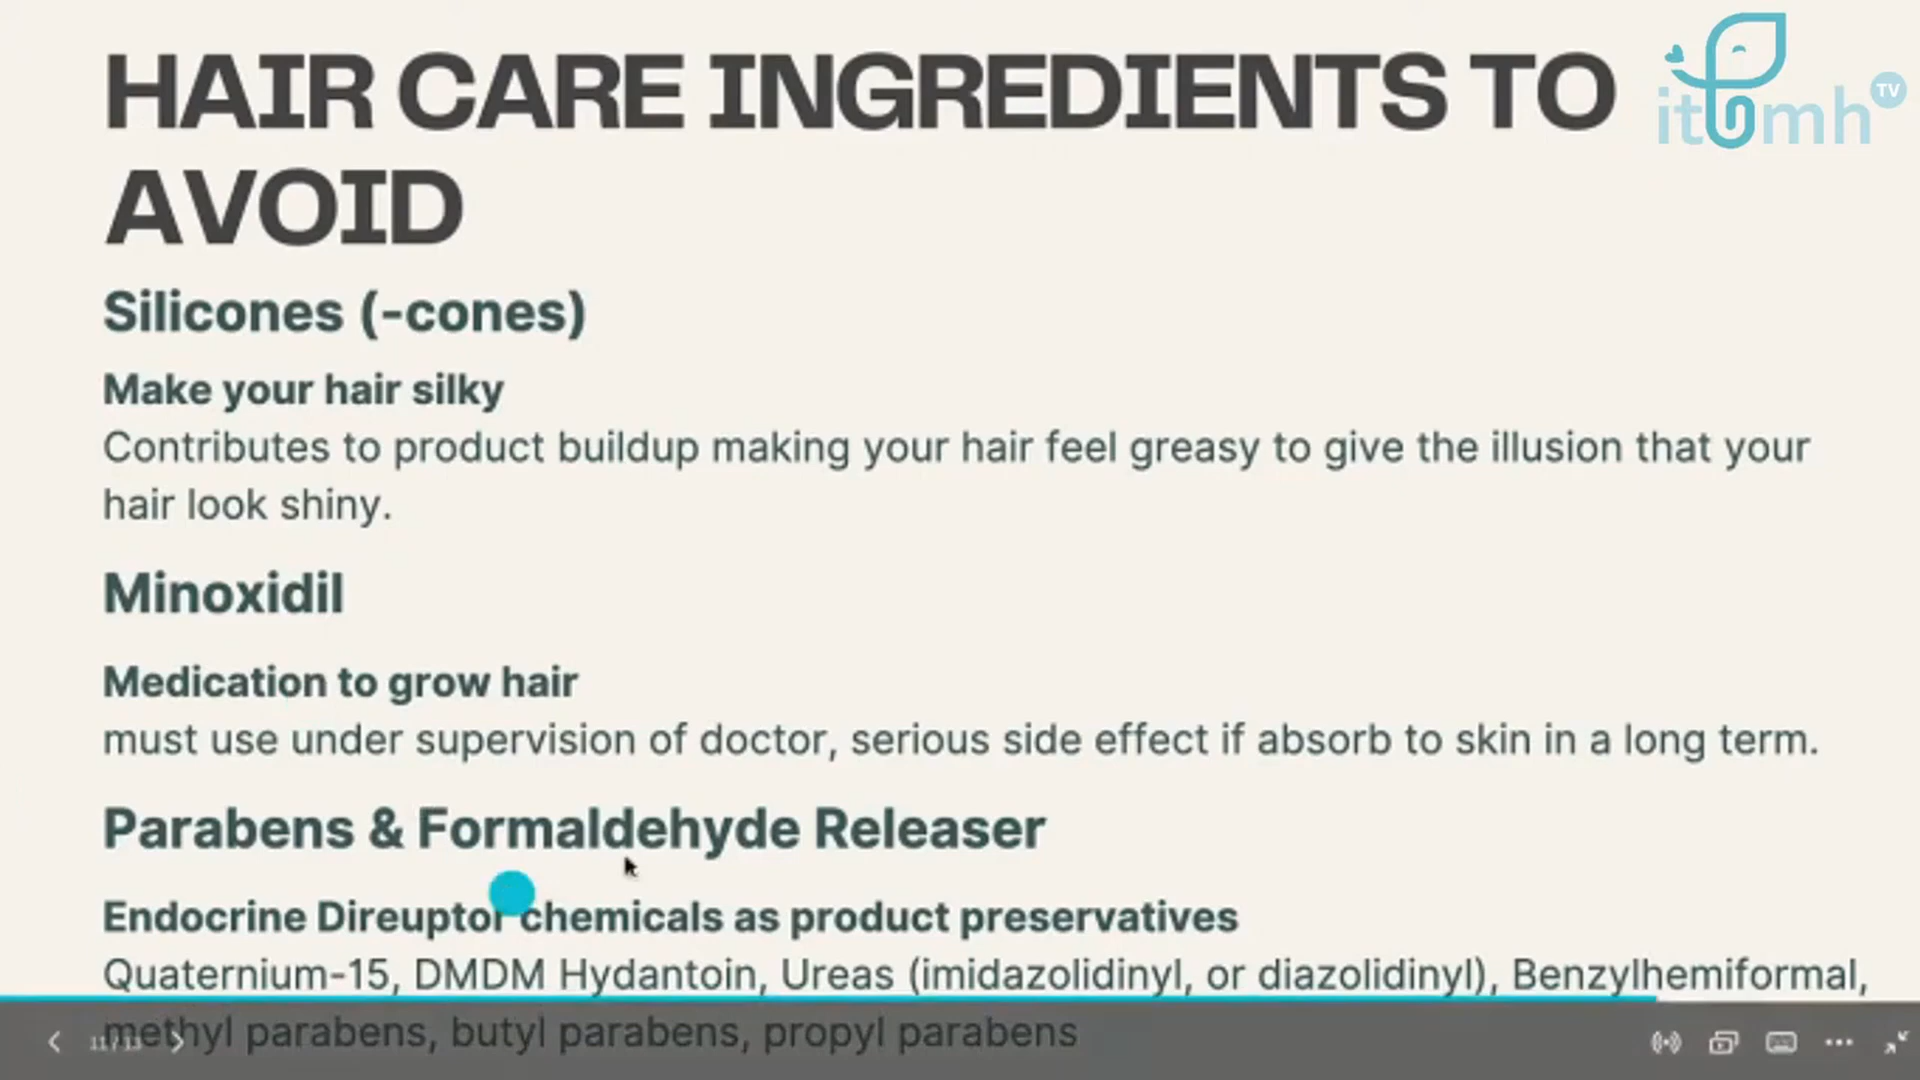 HAIR CARE INGREDIENTS TO
AVOID
itomh TV
Silicones (-cones)
Make your hair silky
Contributes to product buildup making your hair feel greasy to give the illusion that your
hair look shiny.
Minoxidil
Medication to grow hair
must use under supervision of doctor, serious side effect if absorb to skin in a long term.
Parabens & Formaldehyde Releaser
Endocrine Direuptor chemicals as product preservatives
Quaternium-15, DMDM Hydantoin, Ureas (imidazolidinyl, or diazolidinyl), Benzylhemiformal,
methyl parabens, butyl parabens, propyl parabens
11 / 13